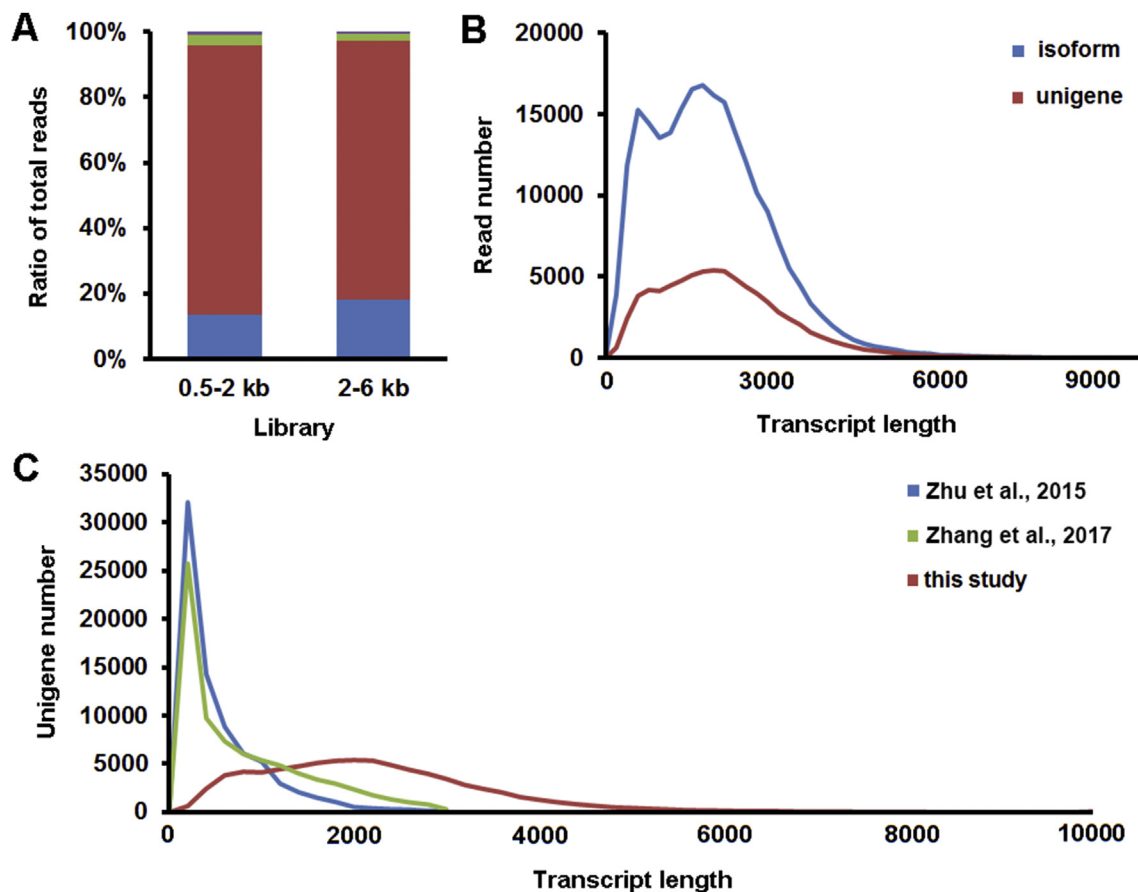 A
100%
80%
60%
40%
20%
0%
Ratio of total reads
0.5-2 kb
2-6 kb
Library
B
20000
15000
10000
5000
0
Read number
isoform
unigene
0
3000
6000
9000
Transcript length
C
35000
30000
25000
20000
15000
10000
5000
0
Unigene number
Zhu et al., 2015
Zhang et al., 2017
this study
0
2000
4000
6000
8000
10000
Transcript length